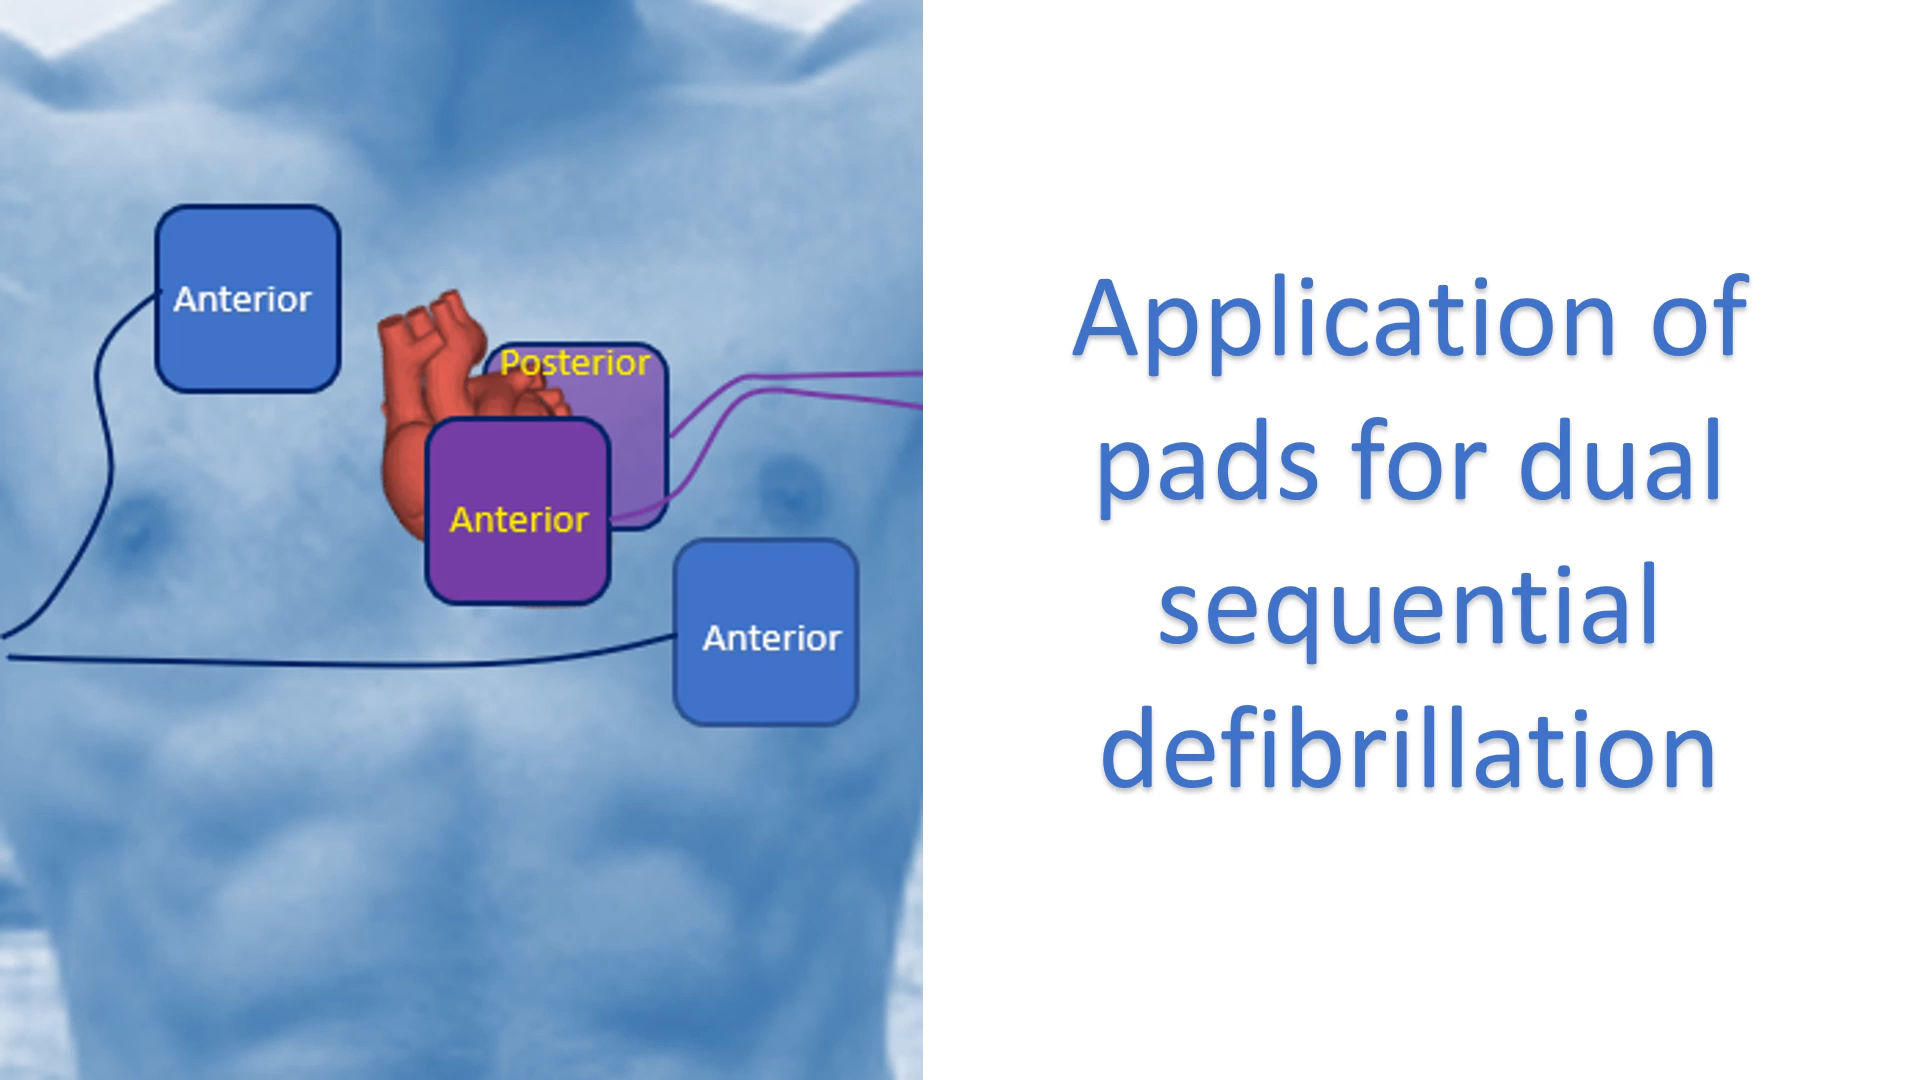 Anterior
Posterior
Anterior
Anterior
Application of
pads for dual
sequential
defibrillation